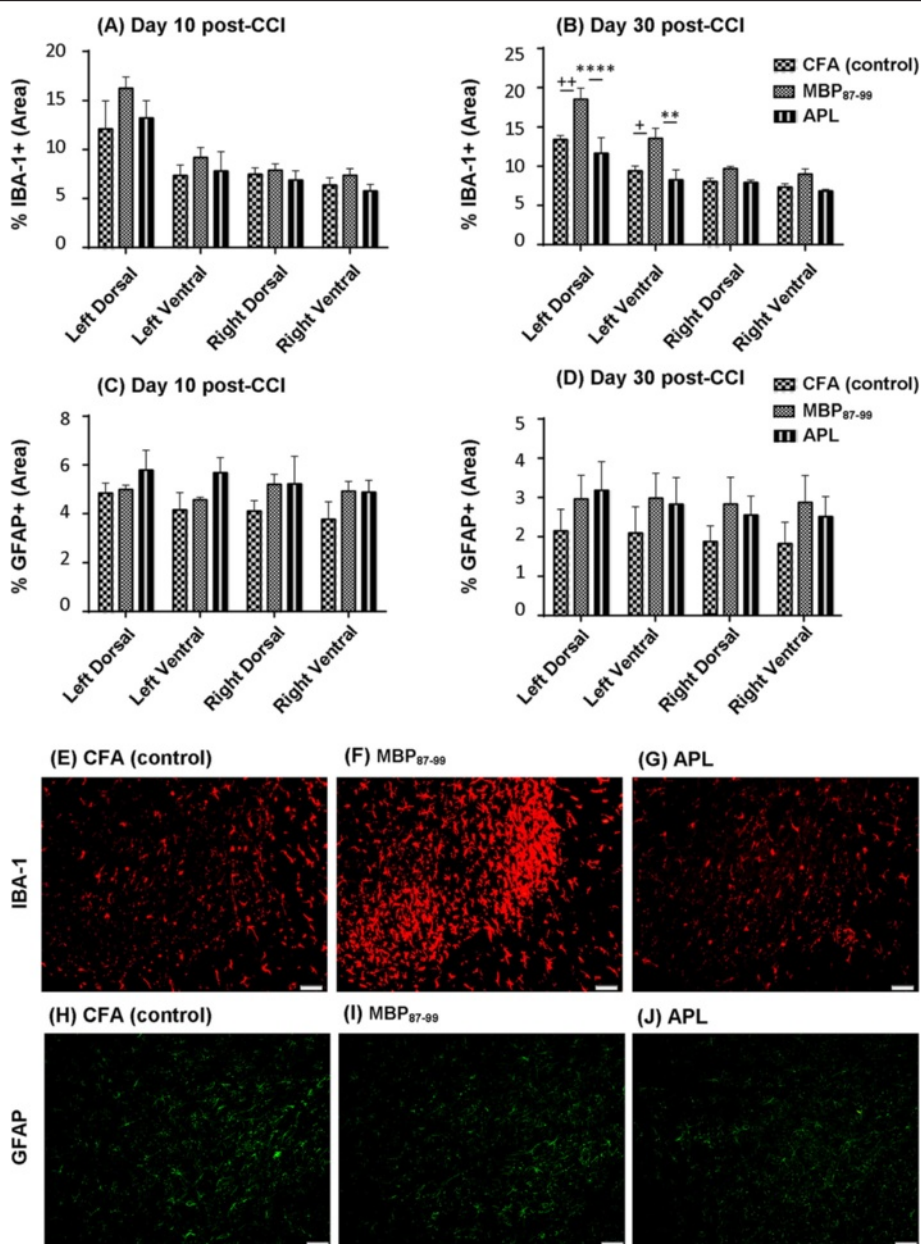 (A) Day 10 post-CCI
% IBA-1+ (Area)
20
15
10
5
0
Left Dorsal
Left Ventral
Right Dorsal
Right Ventral
(B) Day 30 post-CCI
% IBA-1+ (Area)
25
20
15
10
5
0
++
****
+
**
CFA (control)
MBP87-99
APL
Left Dorsal
Left Ventral
Right Dorsal
Right Ventral
(C) Day 10 post-CCI
% GFAP+ (Area)
8
6
4
2
0
Left Dorsal
Left Ventral
Right Dorsal
Right Ventral
(D) Day 30 post-CCI
% GFAP+ (Area)
5
4
3
2
1
0
CFA (control)
MBP87-99
APL
Left Dorsal
Left Ventral
Right Dorsal
Right Ventral
(E) CFA (control)
(F) MBP87-99
(G) APL
IBA-1
(H) CFA (control)
(I) MBP87-99
(J) APL
GFAP